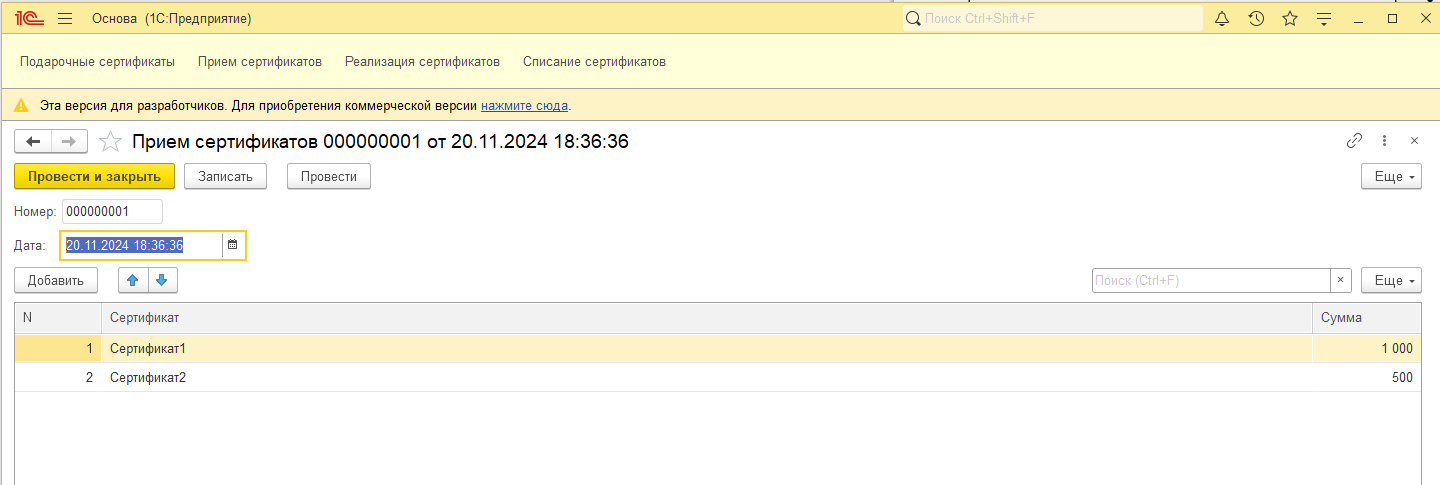 1С Основа (1С:Предприятие) Поиск Ctrl+Shift+F
Подарочные сертификаты Прием сертификатов Реализация сертификатов Списание сертификатов
Эта версия для разработчиков. Для приобретения коммерческой версии нажмите сюда.
Прием сертификатов 000000001 от 20.11.2024 18:36:36
Провести и закрыть Записать Провести Еще
Номер: 000000001
Дата: 20.11.2024 18:36:36
Добавить Поиск (Ctrl+F) × Еще
N Сертификат Сумма
1 Сертификат1 1 000
2 Сертификат2 500